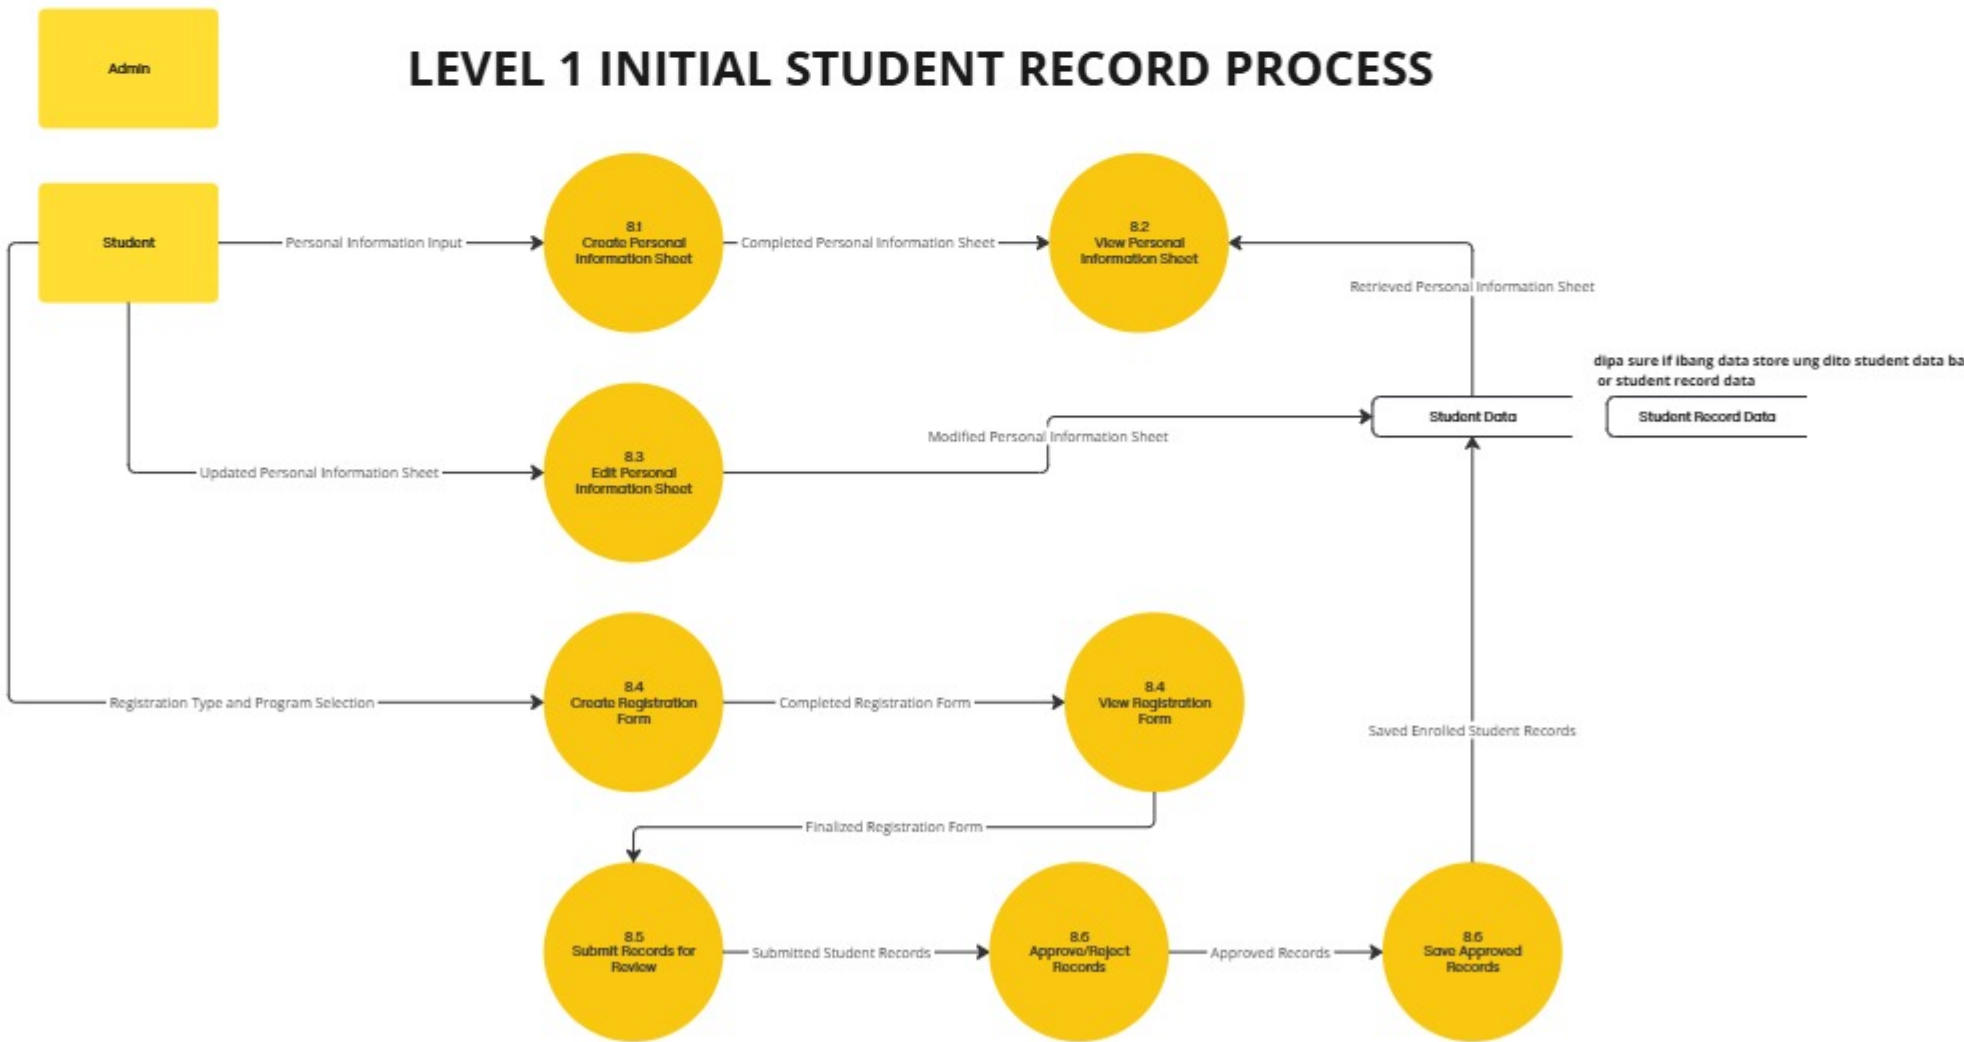 Admin
LEVEL 1 INITIAL STUDENT RECORD PROCESS
Student
Personal Information Input
8.1
Create Personal
Information Sheet
Completed Personal Information Sheet
8.2
View Personal
Information Sheet
Retrieved Personal Information Sheet
dipa sure if ibang data store ung dito student data ba
or student record data
Student Data
Student Record Data
Modified Personal Information Sheet
Updated Personal Information Sheet
8.3
Edit Personal
Information Sheet
Registration Type and Program Selection
8.4
Create Registration
Form
Completed Registration Form
8.4
View Registration
Form
Saved Enrolled Student Records
Finalized Registration Form
8.5
Submit Records for
Review
Submitted Student Records
8.6
Approve/Reject
Records
Approved Records
8.6
Save Approved
Records